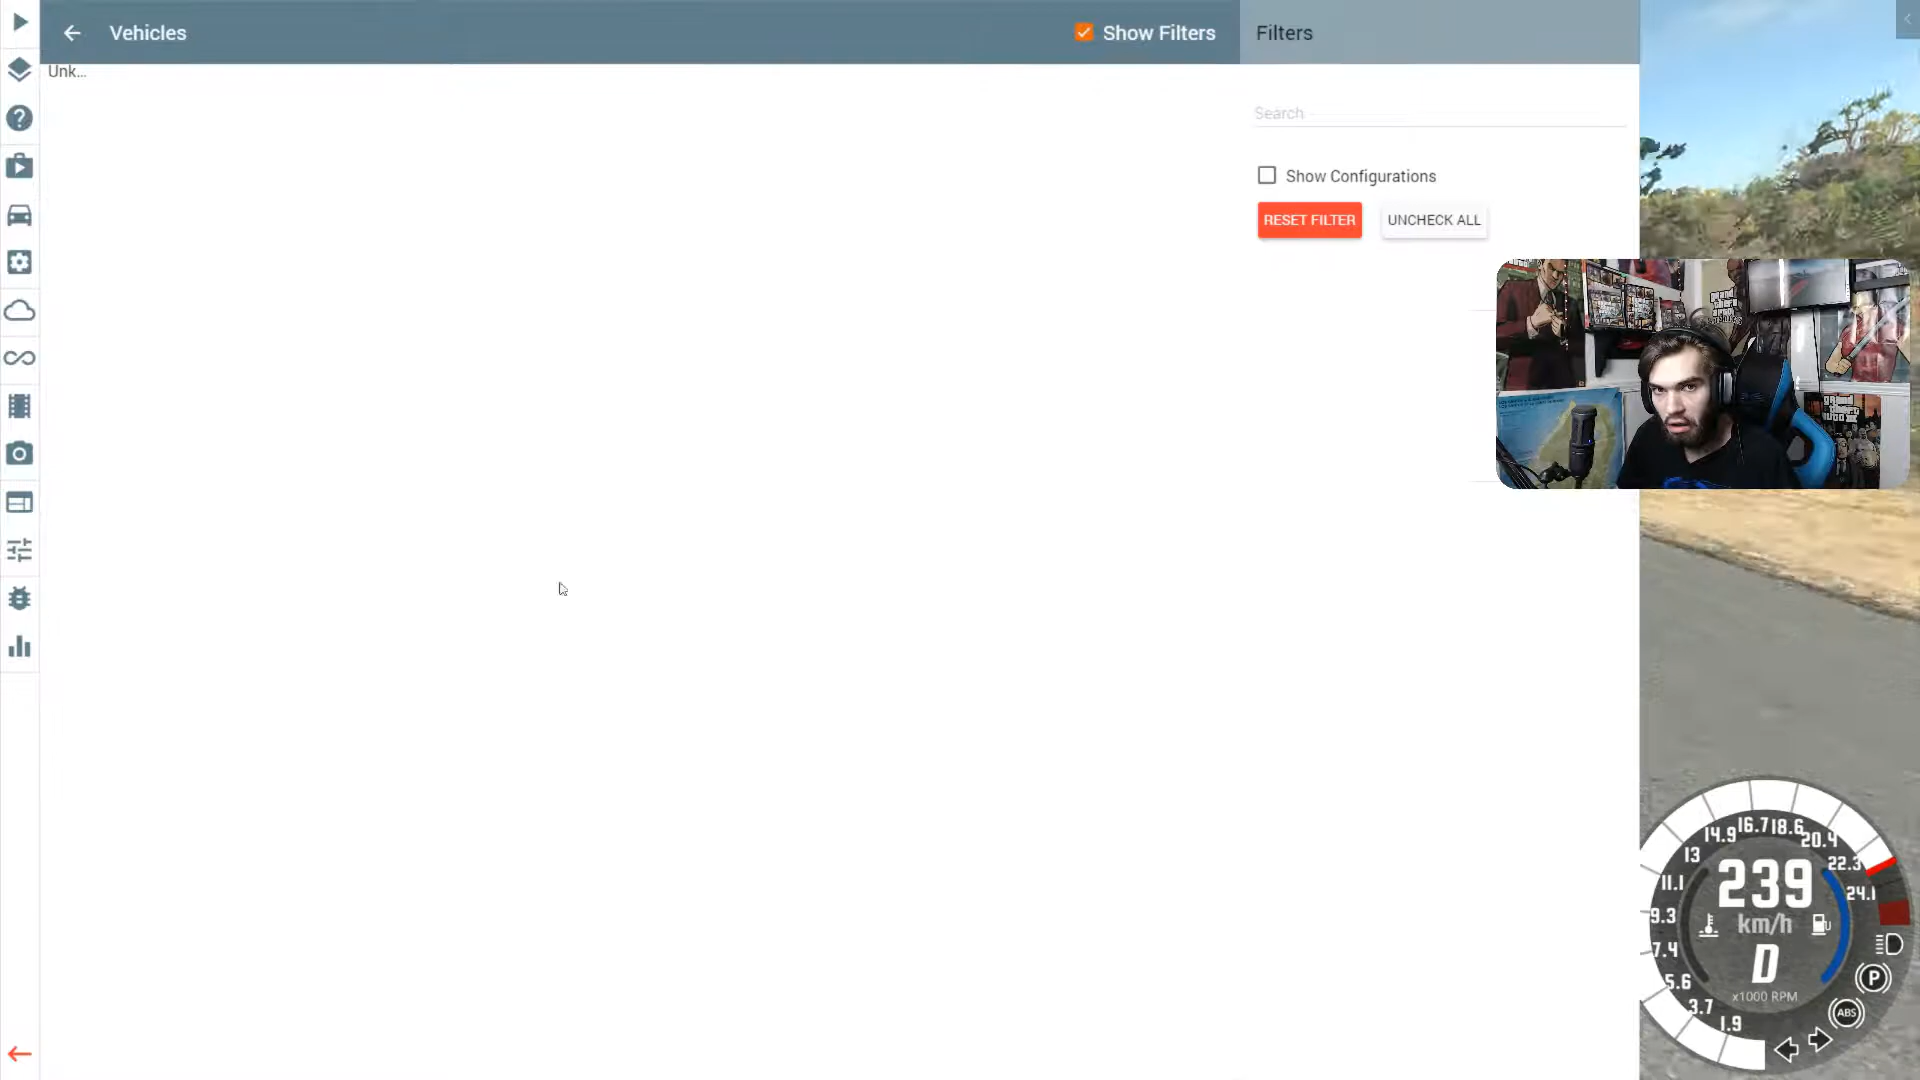 Vehicles
Show Filters
Filters
Unk...
Search
Show Configurations
RESET FILTER
UNCHECK ALL
1.9
3.7
5.6
7.4
9.3
11.1
13
14.9
16.7
18.6
20.4
22.3
24.1
239
km/h
D
x1000 RPM
P
ABS